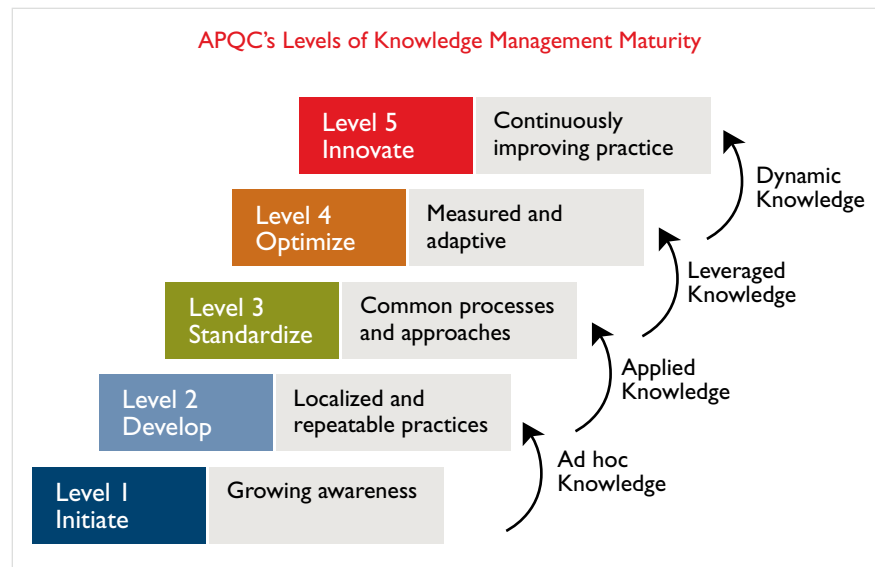 APQC's Levels of Knowledge Management Maturity
Level 5
Innovate
Continuously
improving practice
Dynamic
Knowledge
Level 4
Optimize
Measured and
adaptive
Leveraged
Knowledge
Level 3
Standardize
Common processes
and approaches
Applied
Knowledge
Level 2
Develop
Localized and
repeatable practices
Ad hoc
Knowledge
Level 1
Initiate
Growing awareness